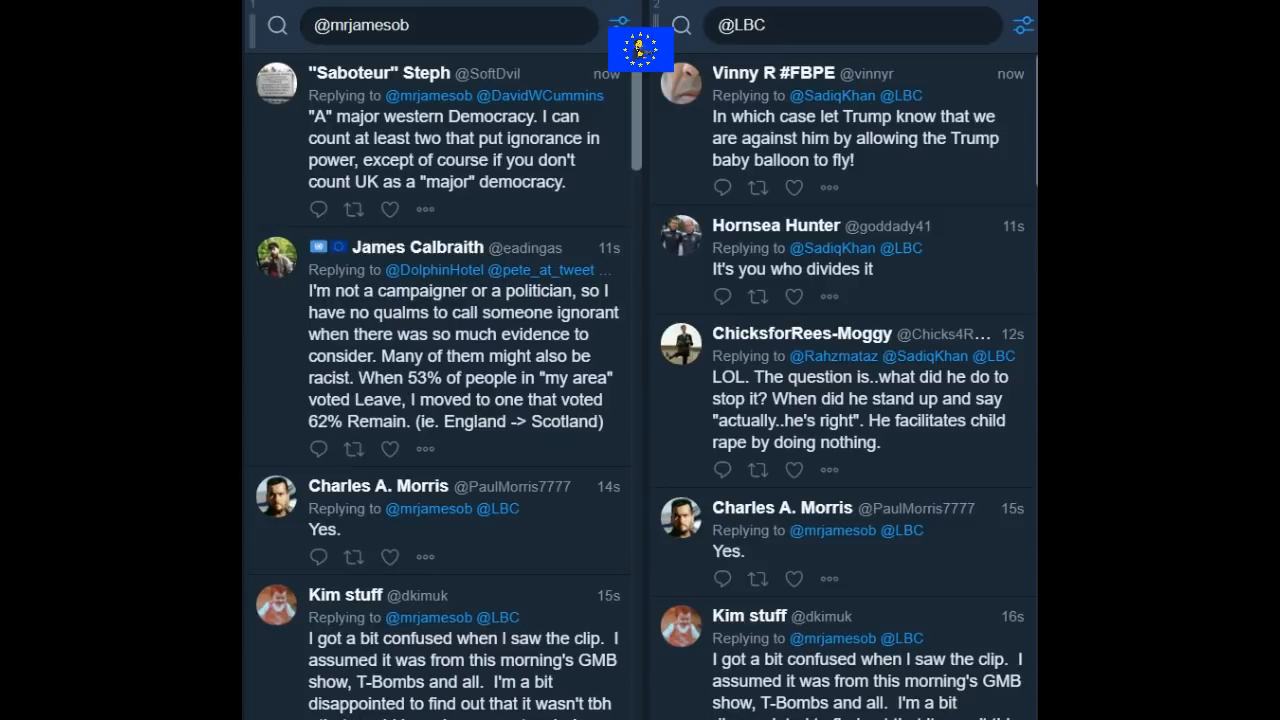 1
@mrjamesob
"Saboteur" Steph @SoftDvil now
Replying to @mrjamesob @DavidWCummins
"A" major western Democracy. I can
count at least two that put ignorance in
power, except of course if you don't
count UK as a "major" democracy.
James Calbraith @eadingas 11s
Replying to @DolphinHotel @pete_at_tweet ...
I'm not a campaigner or a politician, so I
have no qualms to call someone ignorant
when there was so much evidence to
consider. Many of them might also be
racist. When 53% of people in "my area"
voted Leave, I moved to one that voted
62% Remain. (ie. England -> Scotland)
Charles A. Morris @PaulMorris7777 14s
Replying to @mrjamesob @LBC
Yes.
Kim stuff @dkimuk 15s
Replying to @mrjamesob @LBC
I got a bit confused when I saw the clip. I
assumed it was from this morning's GMB
show, T-Bombs and all. I'm a bit
disappointed to find out that it wasn't tbh
2
@LBC
Vinny R #FBPE @vinnyr now
Replying to @SadiqKhan @LBC
In which case let Trump know that we
are against him by allowing the Trump
baby balloon to fly!
Hornsea Hunter @goddady41 11s
Replying to @SadiqKhan @LBC
It's you who divides it
ChicksforRees-Moggy @Chicks4R... 12s
Replying to @Rahzmataz @SadiqKhan @LBC
LOL. The question is..what did he do to
stop it? When did he stand up and say
"actually..he's right". He facilitates child
rape by doing nothing.
Charles A. Morris @PaulMorris7777 15s
Replying to @mrjamesob @LBC
Yes.
Kim stuff @dkimuk 16s
Replying to @mrjamesob @LBC
I got a bit confused when I saw the clip. I
assumed it was from this morning's GMB
show, T-Bombs and all. I'm a bit